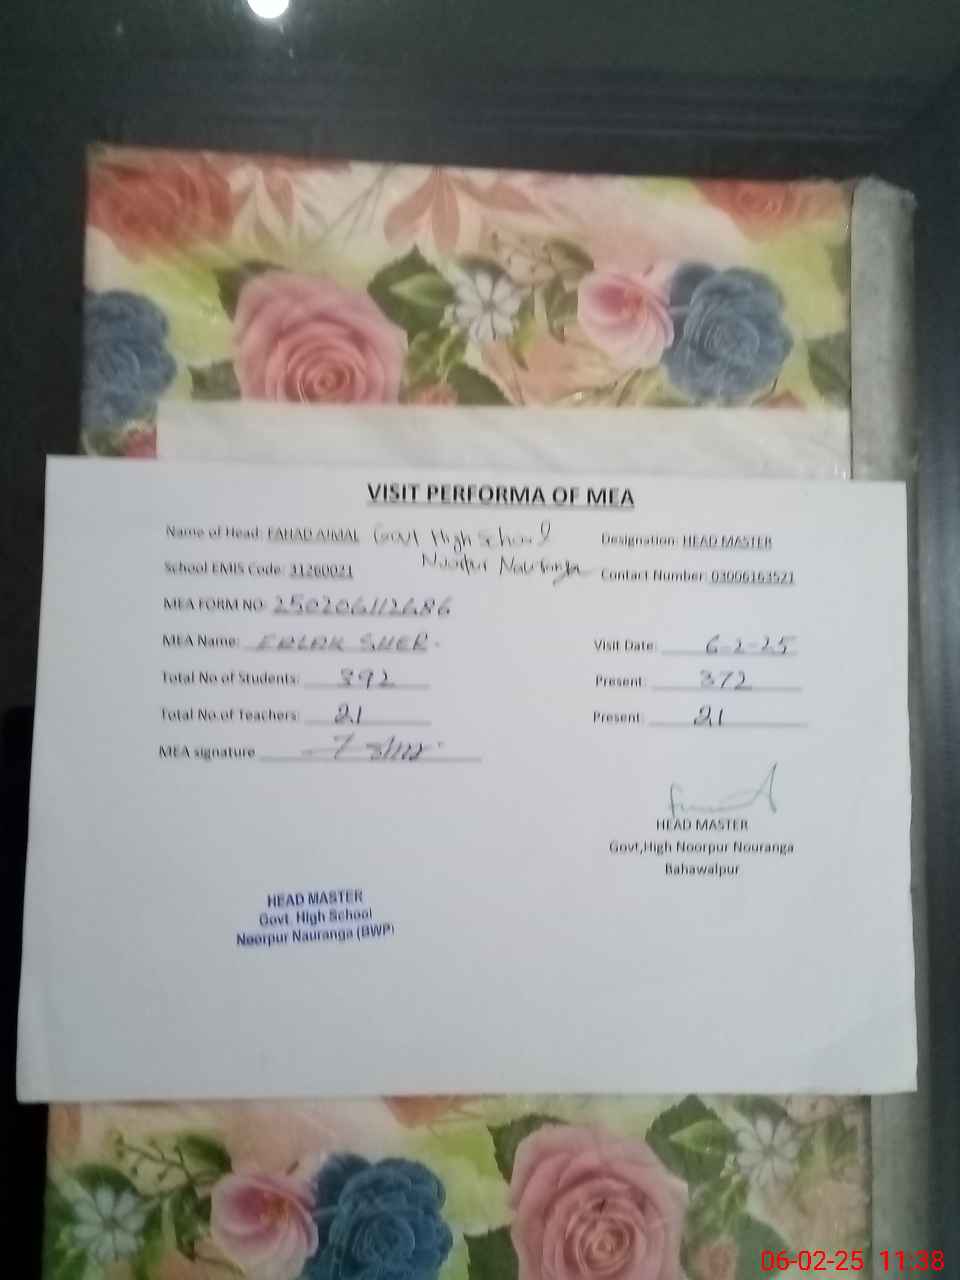 VISIT PERFORMA OF MEA
Name of Head: FAHAD AJMAL Govt High School
Noorpur Nouranga
Designation: HEAD MASTER
School EMIS Code: 31260021
Contact Number: 03006163521
MEA FORM NO: 250206112686
MEA Name: SHER
Visit Date: 6-2-25
Total No of Students: 392
Present: 372
Total No.of Teachers: 21
Present: 21
MEA signature
HEAD MASTER
Govt,High Noorpur Nouranga
Bahawalpur
HEAD MASTER
Govt. High School
Noorpur Nauranga (BWP)
06-02-25 11:38